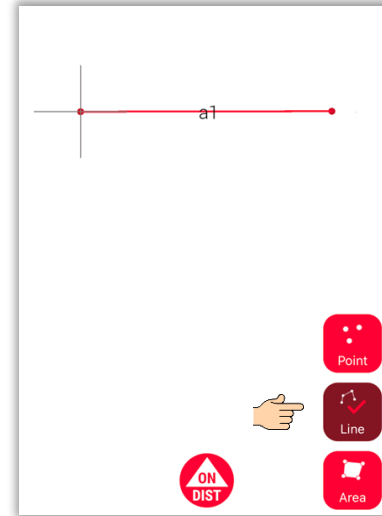 a1
Point
Line
ON
DIST
Area